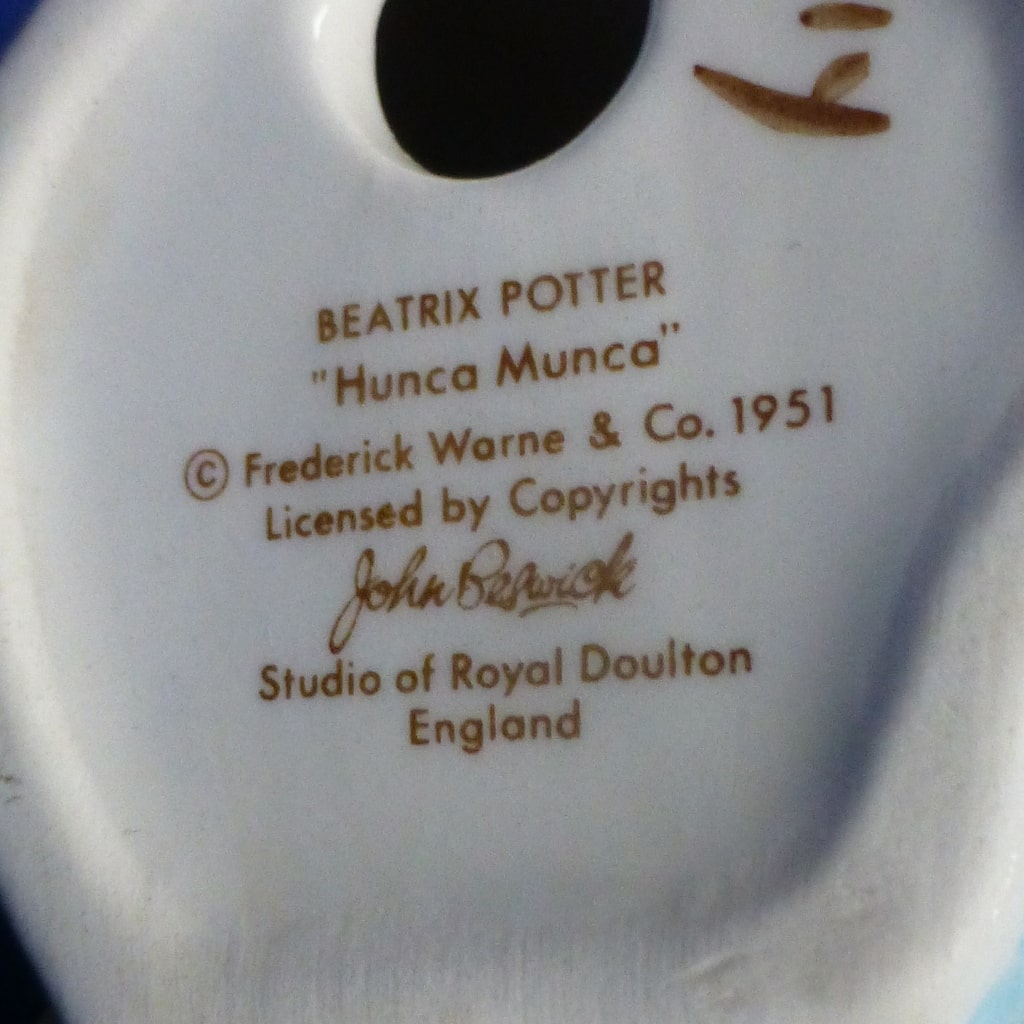 BEATRIX POTTER
"Hunca Munca"
© Frederick Warne & Co. 1951
Licensed by Copyrights
John Beswick
Studio of Royal Doulton
England